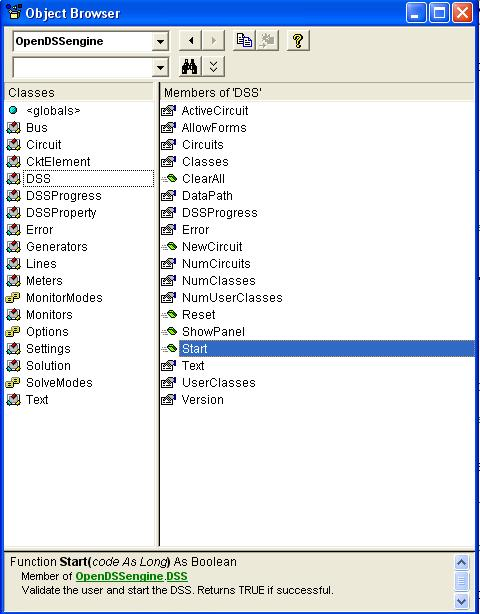 Object Browser
OpenDSSengine
Classes
<globals>
Bus
Circuit
CktElement
DSS
DSSProgress
DSSProperty
Error
Generators
Lines
Meters
MonitorModes
Monitors
Options
Settings
Solution
SolveModes
Text
Members of 'DSS'
ActiveCircuit
AllowForms
Circuits
Classes
ClearAll
DataPath
DSSProgress
Error
NewCircuit
NumCircuits
NumClasses
NumUserClasses
Reset
ShowPanel
Start
Text
UserClasses
Version
Function Start(code As Long) As Boolean
Member of OpenDSSengine.DSS
Validate the user and start the DSS. Returns TRUE if successful.